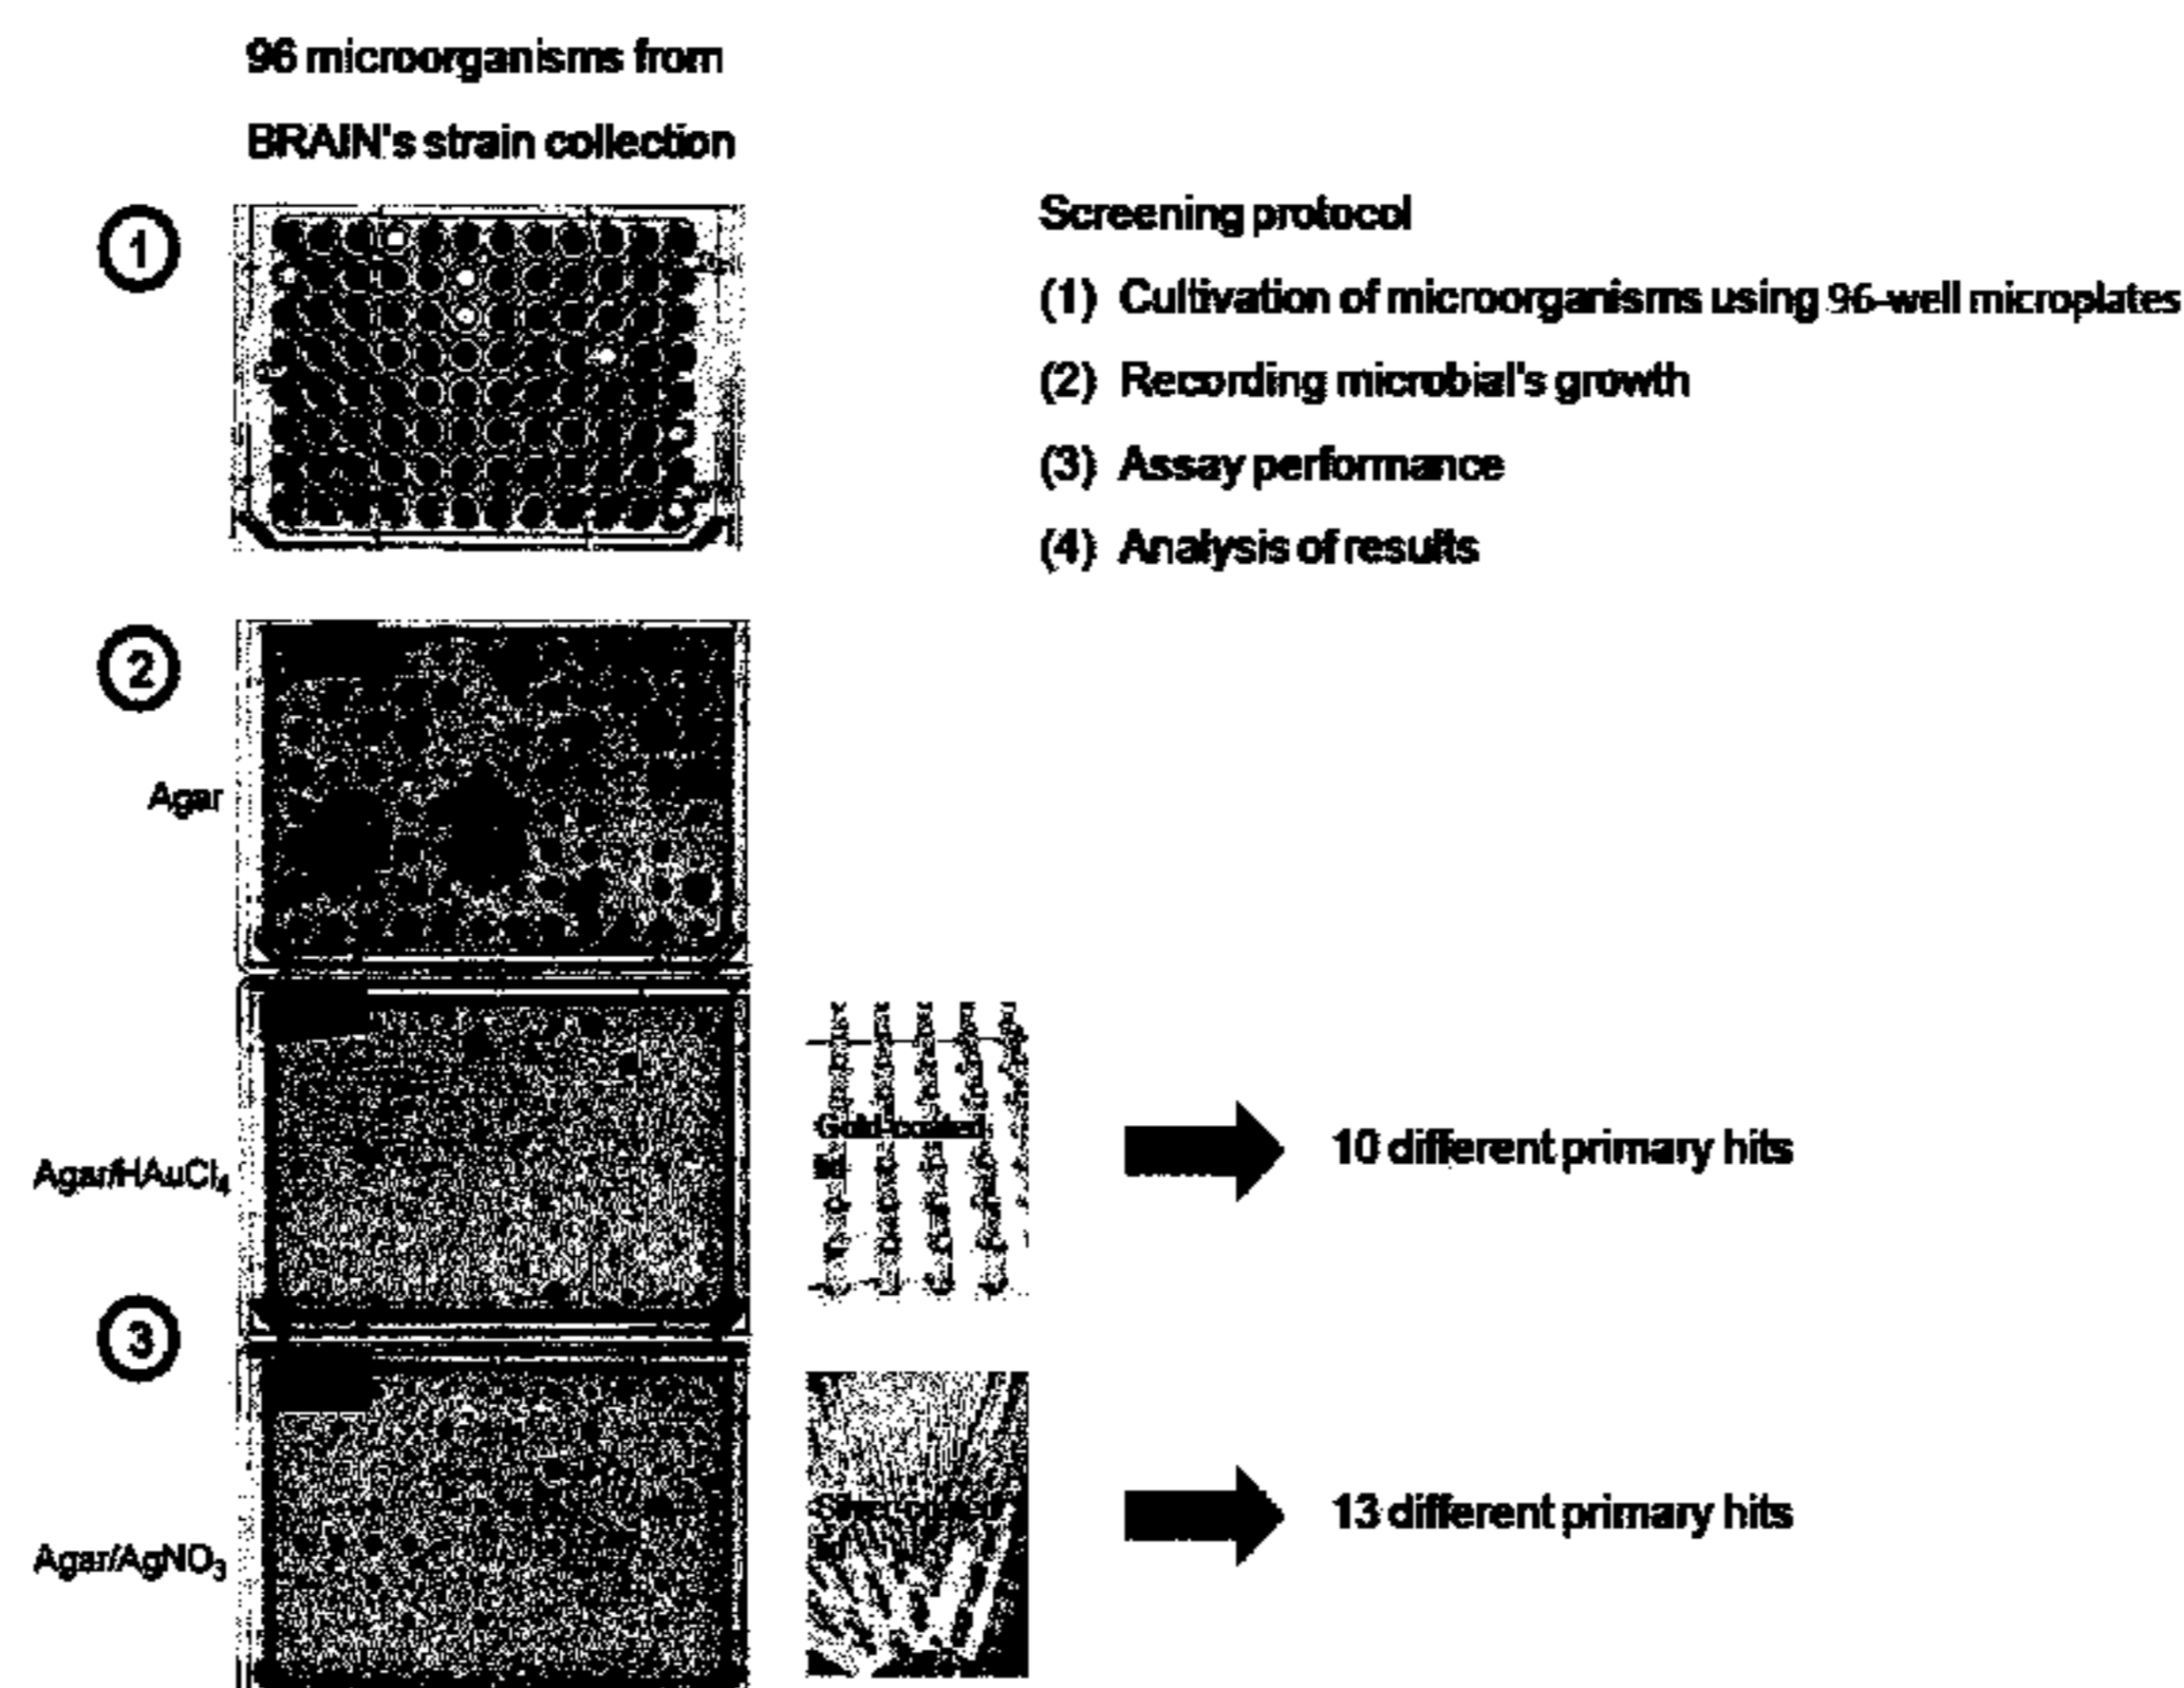 96 microorganisms from
BRAIN's strain collection
1
Screening protocol
(1) Cultivation of microorganisms using 96-well microplates
(2) Recording microbial's growth
(3) Assay performance
(4) Analysis of results
2
Agar
Agar/HAuCl₄
Gold-coated
10 different primary hits
3
Agar/AgNO₃
13 different primary hits